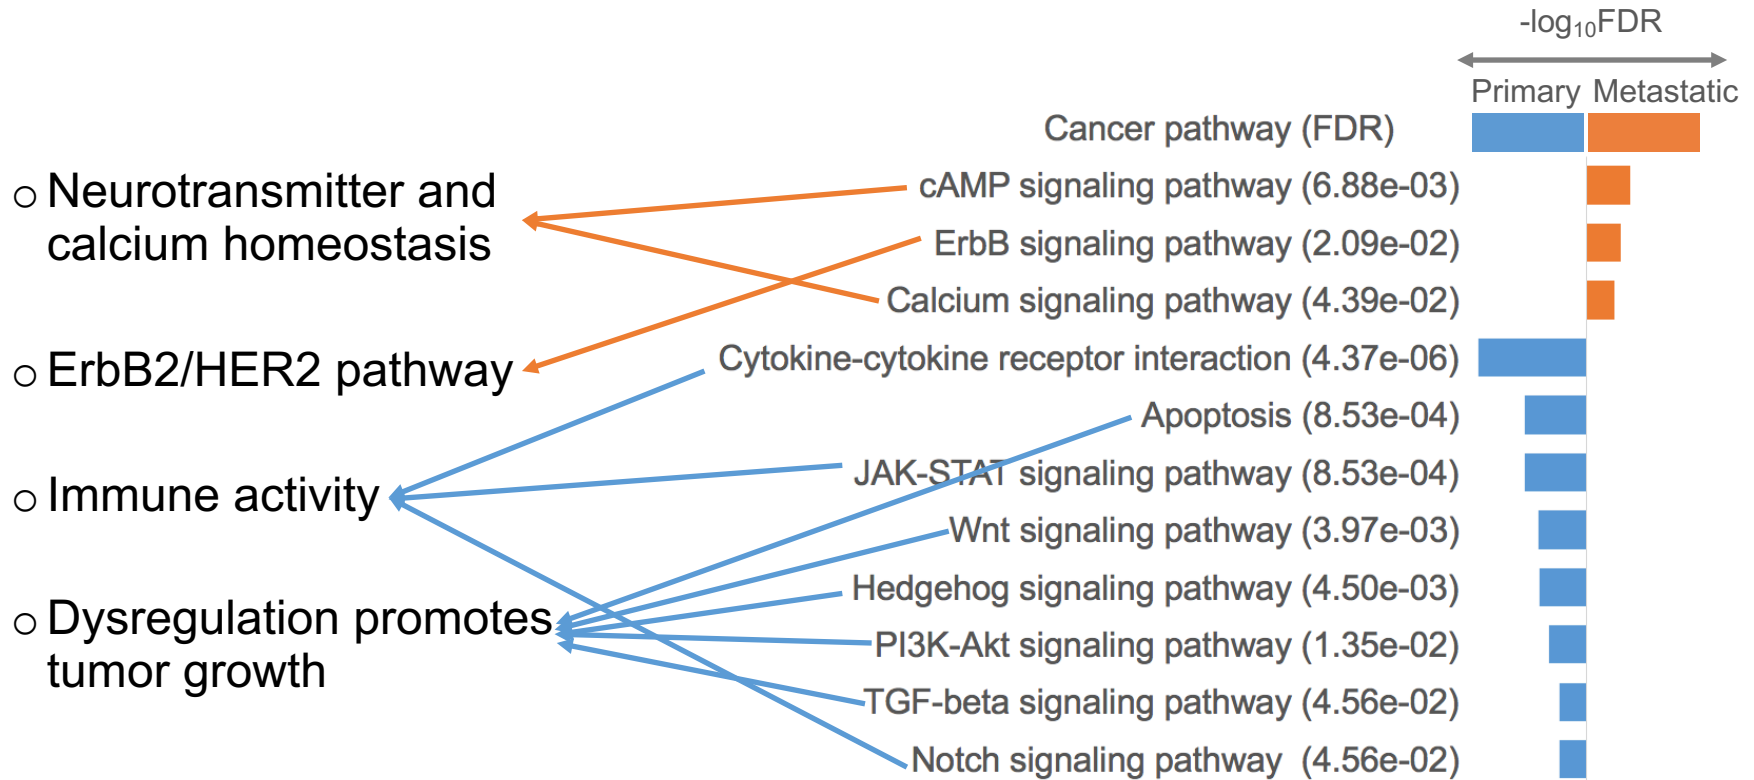 -log₁₀FDR
Primary Metastatic
Cancer pathway (FDR)
○ Neurotransmitter and
calcium homeostasis
○ ErbB2/HER2 pathway
○ Immune activity
○ Dysregulation promotes
tumor growth
cAMP signaling pathway (6.88e-03)
ErbB signaling pathway (2.09e-02)
Calcium signaling pathway (4.39e-02)
Cytokine-cytokine receptor interaction (4.37e-06)
Apoptosis (8.53e-04)
JAK-STAT signaling pathway (8.53e-04)
Wnt signaling pathway (3.97e-03)
Hedgehog signaling pathway (4.50e-03)
PI3K-Akt signaling pathway (1.35e-02)
TGF-beta signaling pathway (4.56e-02)
Notch signaling pathway (4.56e-02)